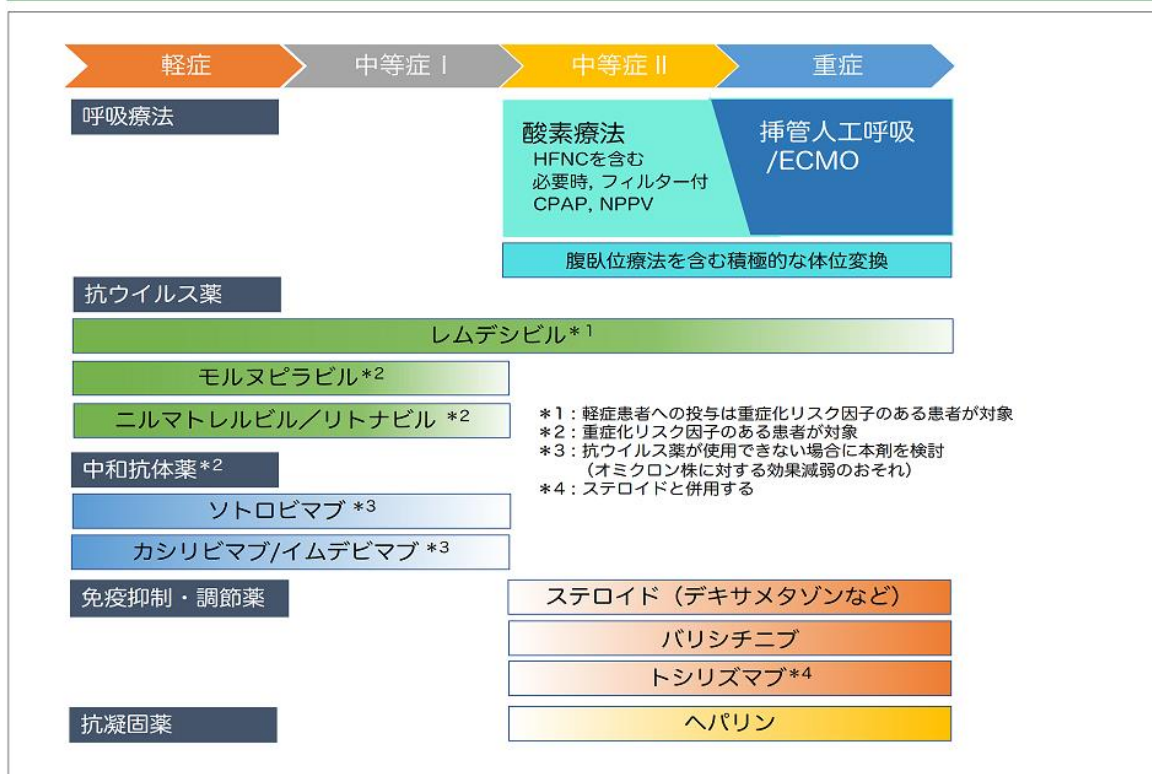 軽症
中等症Ⅰ
中等症Ⅱ
重症
呼吸療法
酸素療法
HFNCを含む
必要時, フィルター付
CPAP, NPPV
挿管人工呼吸
/ECMO
腹臥位療法を含む積極的な体位変換
抗ウイルス薬
レムデシビル*1
モルヌピラビル*2
ニルマトレルビル／リトナビル *2
*1：軽症患者への投与は重症化リスク因子のある患者が対象
*2：重症化リスク因子のある患者が対象
*3：抗ウイルス薬が使用できない場合に本剤を検討
（オミクロン株に対する効果減弱のおそれ）
*4：ステロイドと併用する
中和抗体薬*2
ソトロビマブ *3
カシリビマブ/イムデビマブ *3
免疫抑制・調節薬
ステロイド（デキサメタゾンなど）
バリシチニブ
トシリズマブ*4
抗凝固薬
ヘパリン